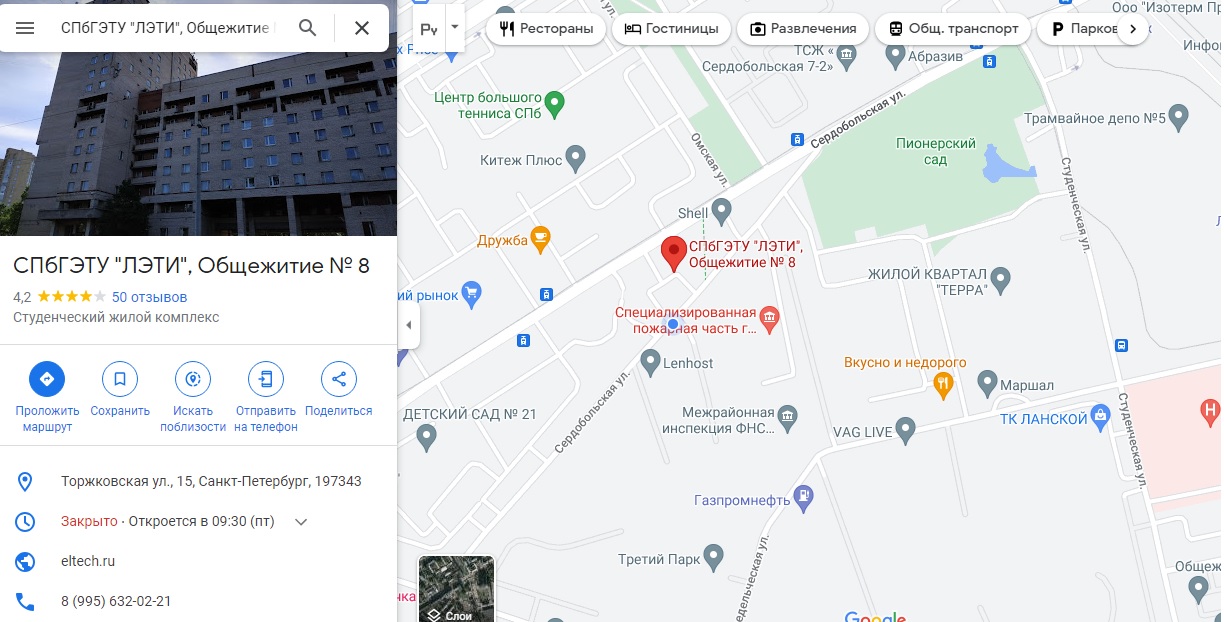 СПбГЭТУ "ЛЭТИ", Общежитие
Рестораны
Гостиницы
Развлечения
Общ. транспорт
Парков
СПбГЭТУ "ЛЭТИ", Общежитие № 8
4,2
50 отзывов
Студенческий жилой комплекс
Проложить
маршрут
Сохранить
Искать
поблизости
Отправить
на телефон
Поделиться
Торжковская ул., 15, Санкт-Петербург, 197343
Закрыто · Откроется в 09:30 (пт)
eltech.ru
8 (995) 632-02-21
Ооо "Изотерм Пр
Инфо
ТСЖ «
Сердобольская 7-2»
Абразив
Центр большого
тенниса СПб
Сердобольская ул.
Трамвайное депо №5
Пионерский
сад
Китеж Плюс
Омская ул.
Студенческая ул.
Shell
Дружба
СПбГЭТУ "ЛЭТИ",
Общежитие № 8
ЖИЛОЙ КВАРТАЛ
"ТЕРРА"
ий рынок
Специализированная
пожарная часть г...
Lenhost
Вкусно и недорого
Маршал
ДЕТСКИЙ САД № 21
Сердобольская ул.
Межрайонная
инспекция ФНС...
VAG LIVE
ТК ЛАНСКОЙ
Студенческая ул.
H
Газпромнефть
Третий Парк
едельческая ул.
Общеж
нка
Слои
Google